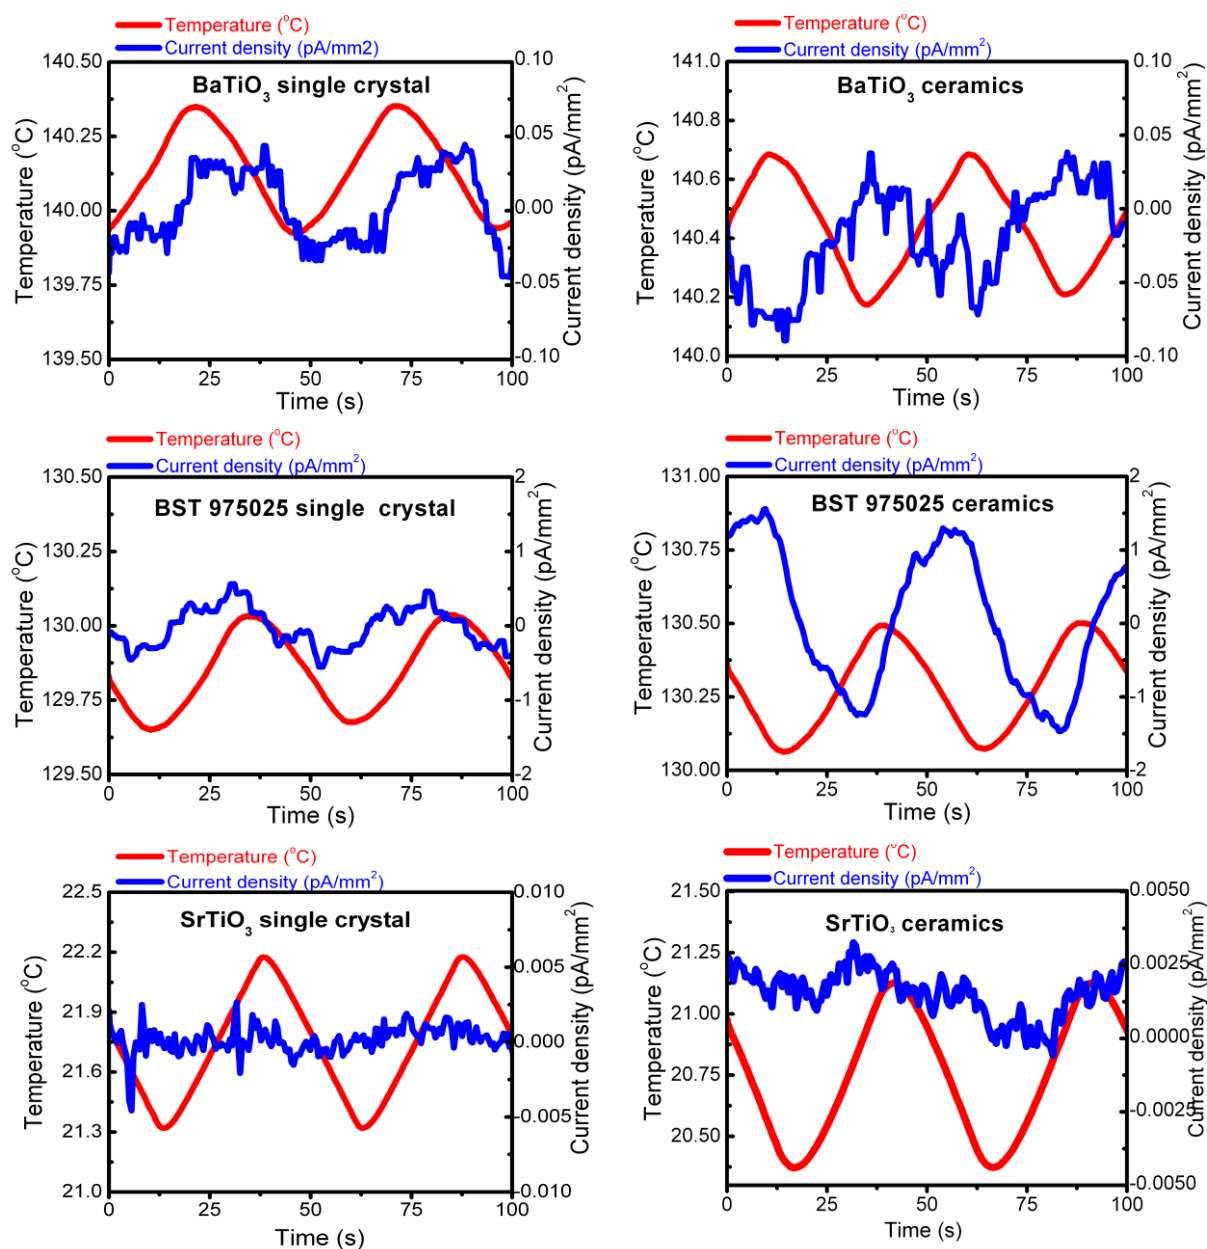 Temperature (°C)
Current density (pA/mm2)
BaTiO₃ single crystal
140.50
140.25
140.00
139.75
139.50
0.10
0.05
0.00
-0.05
-0.10
0
25
50
75
100
Temperature (°C)
Current density (pA/mm²)
Time (s)
Temperature (°C)
Current density (pA/mm²)
BaTiO₃ ceramics
141.0
140.8
140.6
140.4
140.2
140.0
0.10
0.05
0.00
-0.05
-0.10
0
25
50
75
100
Temperature (°C)
Current density (pA/mm²)
Time (s)
Temperature (°C)
Current density (pA/mm²)
BST 975025 single crystal
130.50
130.25
130.00
129.75
129.50
2
1
0
-1
-2
0
25
50
75
100
Temperature (°C)
Current density (pA/mm²)
Time (s)
Temperature (°C)
Current density (pA/mm²)
BST 975025 ceramics
131.00
130.75
130.50
130.25
130.00
2
1
0
-1
-2
0
25
50
75
100
Temperature (°C)
Current density (pA/mm²)
Time (s)
Temperature (°C)
Current density (pA/mm²)
SrTiO₃ single crystal
22.5
22.2
21.9
21.6
21.3
21.0
0.010
0.005
0.000
-0.005
-0.010
0
25
50
75
100
Temperature (°C)
Current density (pA/mm²)
Time (s)
Temperature (°C)
Current density (pA/mm²)
SrTiO₃ ceramics
21.50
21.25
21.00
20.75
20.50
0.0050
0.0025
0.0000
-0.0025
-0.0050
0
25
50
75
100
Temperature (°C)
Current density (pA/mm²)
Time (s)